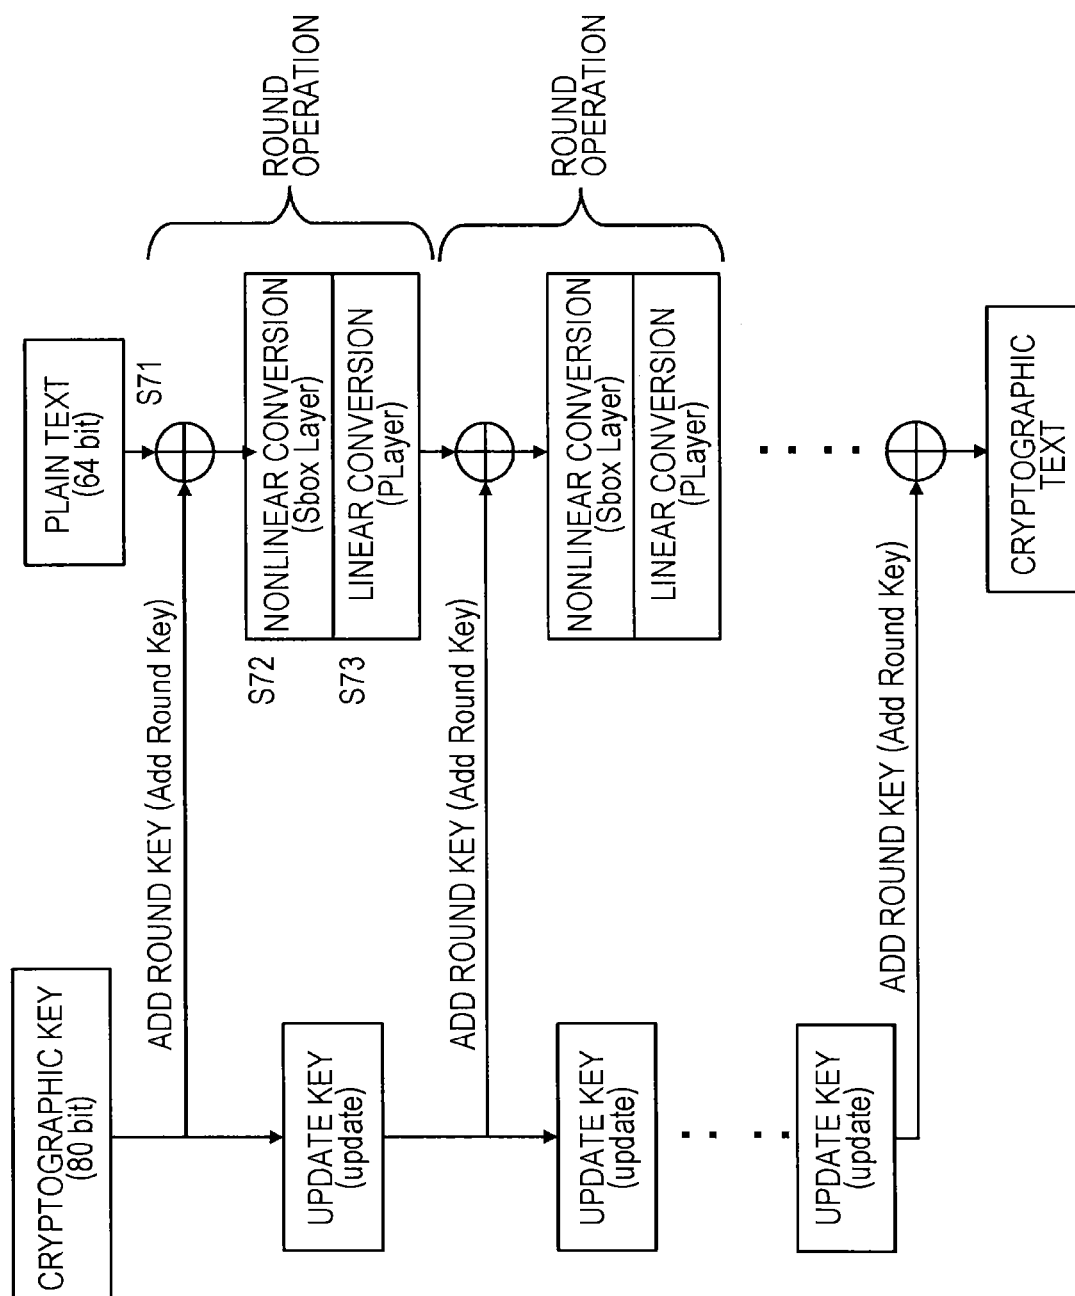 CRYPTOGRAPHIC KEY
(80 bit)
PLAIN TEXT
(64 bit)
S71
ADD ROUND KEY (Add Round Key)
S72
NONLINEAR CONVERSION
(Sbox Layer)
S73
LINEAR CONVERSION
(PLayer)
ROUND
OPERATION
UPDATE KEY
(update)
ADD ROUND KEY (Add Round Key)
NONLINEAR CONVERSION
(Sbox Layer)
LINEAR CONVERSION
(PLayer)
ROUND
OPERATION
UPDATE KEY
(update)
UPDATE KEY
(update)
ADD ROUND KEY (Add Round Key)
CRYPTOGRAPHIC
TEXT